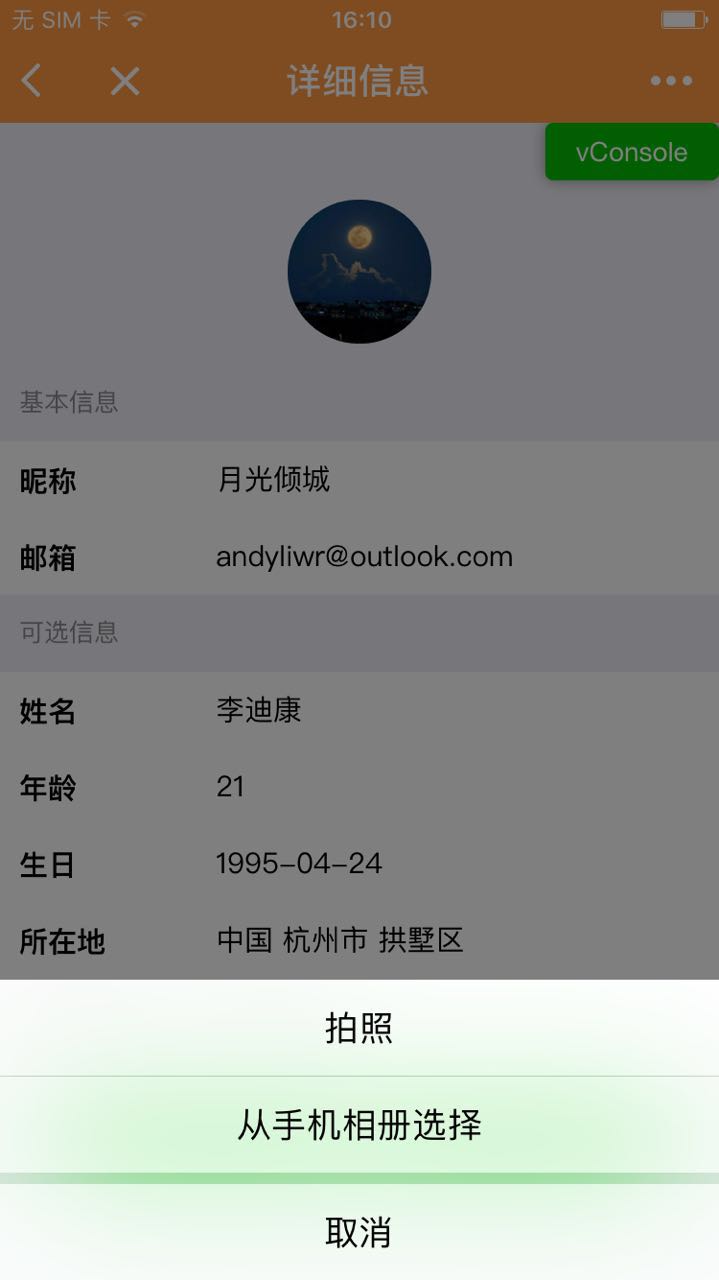 无 SIM 卡 16:10
详细信息
vConsole
基本信息
昵称 月光倾城
邮箱 andyliwr@outlook.com
可选信息
姓名 李迪康
年龄 21
生日 1995-04-24
所在地 中国 杭州市 拱墅区
拍照
从手机相册选择
取消